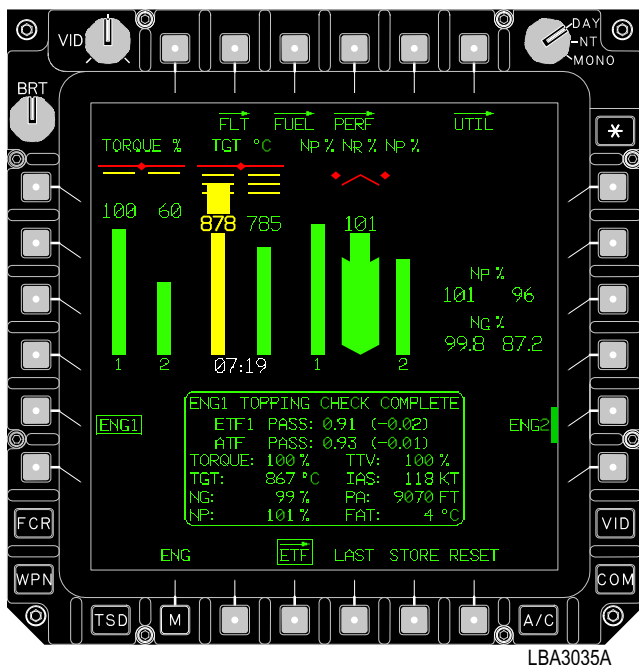 VID
DAY
NT
MONO
BRT
FLT FUEL PERF UTIL
*
TORQUE % TGT °C NP % NR % NP %
100 60 878 785 101
NP %
101 96
NG %
99.8 87.2
1 2 07:19 1 2
ENG1 TOPPING CHECK COMPLETE
ETF1 PASS: 0.91 (-0.02)
ATF PASS: 0.93 (-0.01)
TORQUE: 100 % TTV: 100 %
TGT: 867 °C IAS: 118 KT
NG: 99 % PA: 9070 FT
NP: 101 % FAT: 4 °C
ENG1 ENG2
FCR VID
ENG ETF LAST STORE RESET
WPN COM
TSD M A/C
LBA3035A